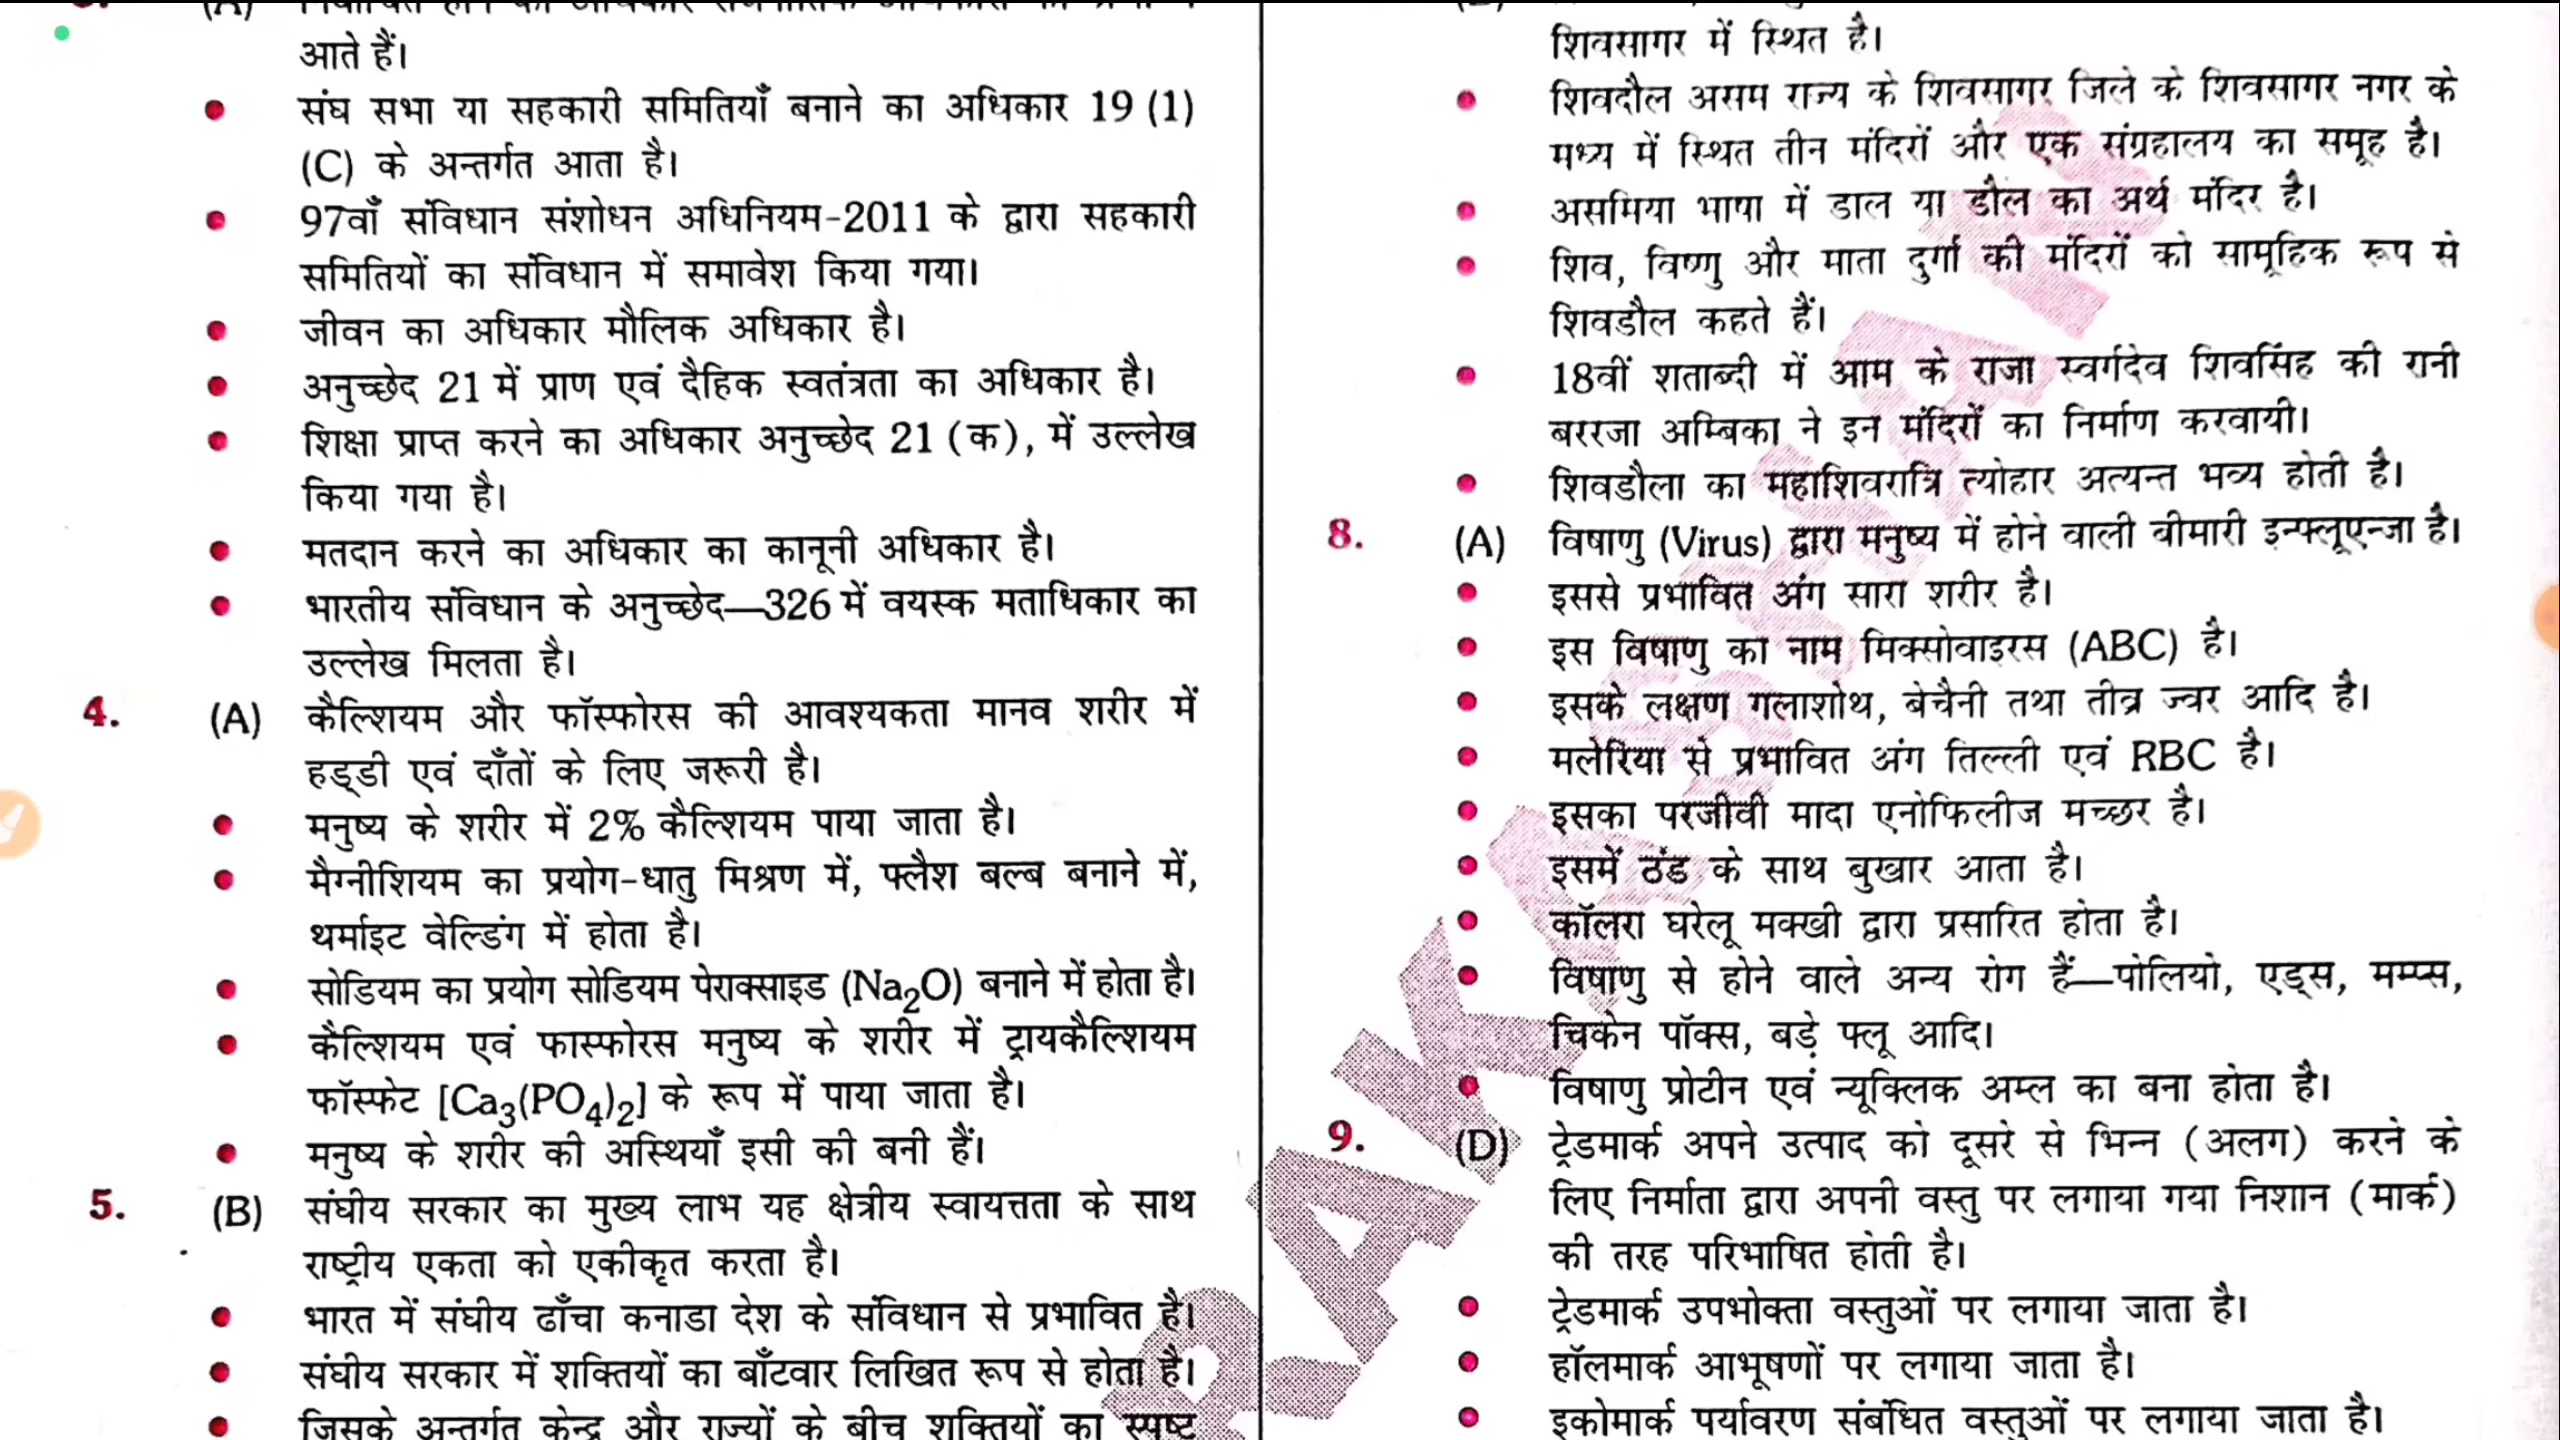 (A)
आते हैं।
● संघ सभा या सहकारी समितियाँ बनाने का अधिकार 19 (1)
(C) के अन्तर्गत आता है।
● 97वाँ संविधान संशोधन अधिनियम-2011 के द्वारा सहकारी
समितियों का संविधान में समावेश किया गया।
● जीवन का अधिकार मौलिक अधिकार है।
● अनुच्छेद 21 में प्राण एवं दैहिक स्वतंत्रता का अधिकार है।
● शिक्षा प्राप्त करने का अधिकार अनुच्छेद 21 (क), में उल्लेख
किया गया है।
● मतदान करने का अधिकार का कानूनी अधिकार है।
● भारतीय संविधान के अनुच्छेद—326 में वयस्क मताधिकार का
उल्लेख मिलता है।
4. (A) कैल्शियम और फॉस्फोरस की आवश्यकता मानव शरीर में
हड्डी एवं दाँतों के लिए जरूरी है।
● मनुष्य के शरीर में 2% कैल्शियम पाया जाता है।
● मैग्नीशियम का प्रयोग-धातु मिश्रण में, फ्लैश बल्ब बनाने में,
थर्माइट वेल्डिंग में होता है।
● सोडियम का प्रयोग सोडियम पेराक्साइड (Na₂O) बनाने में होता है।
● कैल्शियम एवं फास्फोरस मनुष्य के शरीर में ट्रायकैल्शियम
फॉस्फेट [Ca₃(PO₄)₂] के रूप में पाया जाता है।
● मनुष्य के शरीर की अस्थियाँ इसी की बनी हैं।
5. (B) संघीय सरकार का मुख्य लाभ यह क्षेत्रीय स्वायत्तता के साथ
राष्ट्रीय एकता को एकीकृत करता है।
● भारत में संघीय ढाँचा कनाडा देश के संविधान से प्रभावित है।
● संघीय सरकार में शक्तियों का बाँटवार लिखित रूप से होता है।
● जिसके अन्तर्गत केन्द्र और राज्यों के बीच शक्तियों का स्पष्ट
शिवसागर में स्थित है।
● शिवदौल असम राज्य के शिवसागर जिले के शिवसागर नगर के
मध्य में स्थित तीन मंदिरों और एक संग्रहालय का समूह है।
● असमिया भाषा में डाल या डौल का अर्थ मंदिर है।
● शिव, विष्णु और माता दुर्गा की मंदिरों को सामूहिक रूप से
शिवडौल कहते हैं।
● 18वीं शताब्दी में आम के राजा स्वर्गदेव शिवसिंह की रानी
बररजा अम्बिका ने इन मंदिरों का निर्माण करवायी।
● शिवडौला का महाशिवरात्रि त्योहार अत्यन्त भव्य होती है।
8. (A) विषाणु (Virus) द्वारा मनुष्य में होने वाली बीमारी इन्फ्लूएन्जा है।
● इससे प्रभावित अंग सारा शरीर है।
● इस विषाणु का नाम मिक्सोवाइरस (ABC) है।
● इसके लक्षण गलाशोथ, बेचैनी तथा तीव्र ज्वर आदि है।
● मलेरिया से प्रभावित अंग तिल्ली एवं RBC है।
● इसका परजीवी मादा एनोफिलीज मच्छर है।
● इसमें ठंड के साथ बुखार आता है।
● कॉलरा घरेलू मक्खी द्वारा प्रसारित होता है।
● विषाणु से होने वाले अन्य रोग हैं—पोलियो, एड्स, मम्प्स,
चिकेन पॉक्स, बड़े फ्लू आदि।
● विषाणु प्रोटीन एवं न्यूक्लिक अम्ल का बना होता है।
9. (D) ट्रेडमार्क अपने उत्पाद को दूसरे से भिन्न (अलग) करने के
लिए निर्माता द्वारा अपनी वस्तु पर लगाया गया निशान (मार्क)
की तरह परिभाषित होती है।
● ट्रेडमार्क उपभोक्ता वस्तुओं पर लगाया जाता है।
● हॉलमार्क आभूषणों पर लगाया जाता है।
● इकोमार्क पर्यावरण संबंधित वस्तुओं पर लगाया जाता है।